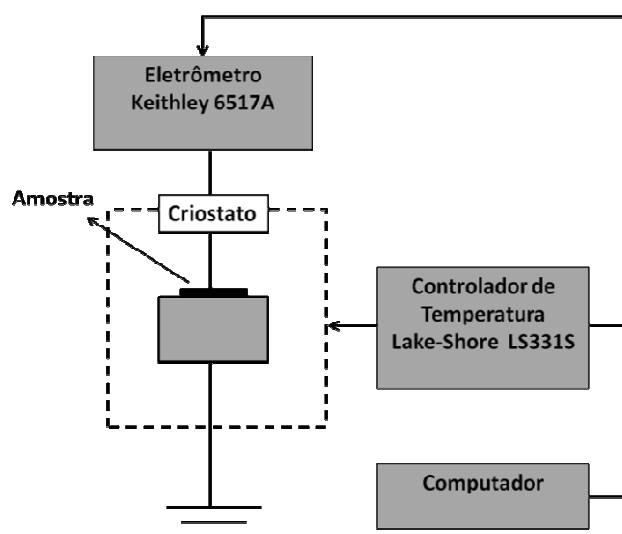 Eletrômetro
Keithley 6517A
Amostra
Criostato
Controlador de
Temperatura
Lake-Shore LS331S
Computador